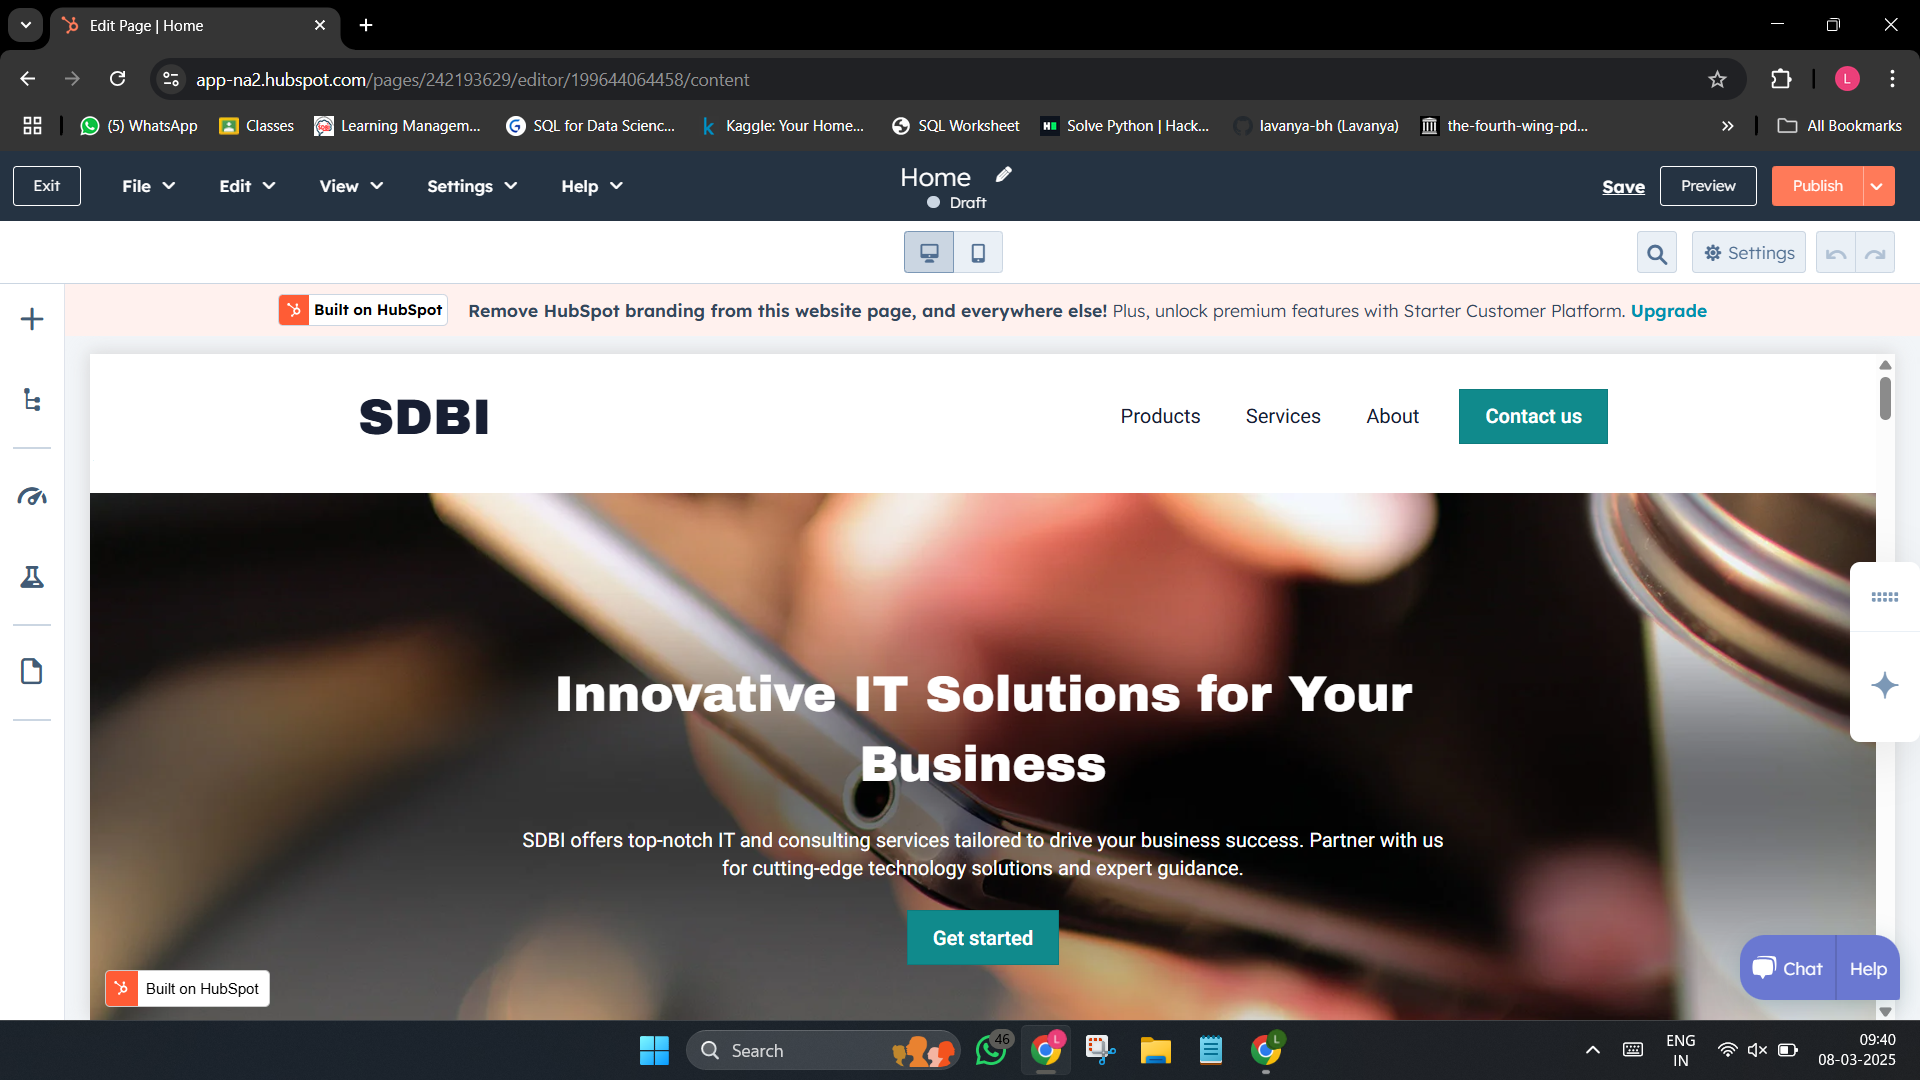 Edit Page | Home
app-na2.hubspot.com/pages/242193629/editor/199644064458/content
L
(5) WhatsApp
Classes
Learning Managem...
SQL for Data Scienc...
Kaggle: Your Home...
SQL Worksheet
Solve Python | Hack...
lavanya-bh (Lavanya)
the-fourth-wing-pd...
All Bookmarks
Exit
File
Edit
View
Settings
Help
Home
Draft
Save
Preview
Publish
Settings
Built on HubSpot
Remove HubSpot branding from this website page, and everywhere else! Plus, unlock premium features with Starter Customer Platform. Upgrade
SDBI
Products
Services
About
Contact us
Innovative IT Solutions for Your
Business
SDBI offers top-notch IT and consulting services tailored to drive your business success. Partner with us
for cutting-edge technology solutions and expert guidance.
Get started
Built on HubSpot
Chat
Help
Search
46
L
L
ENG
IN
09:40
08-03-2025